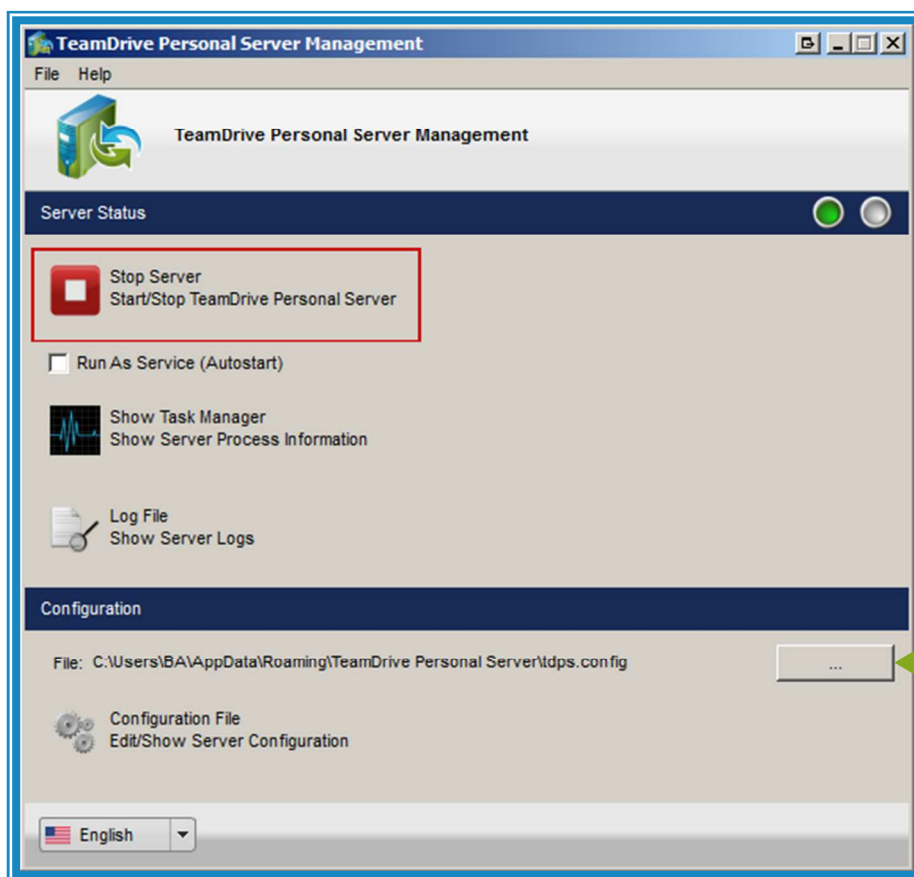 TeamDrive Personal Server Management
File Help
TeamDrive Personal Server Management
Server Status
Stop Server
Start/Stop TeamDrive Personal Server
Run As Service (Autostart)
Show Task Manager
Show Server Process Information
Log File
Show Server Logs
Configuration
File: C:\Users\BA\AppData\Roaming\TeamDrive Personal Server\tdps.config ...
Configuration File
Edit/Show Server Configuration
English